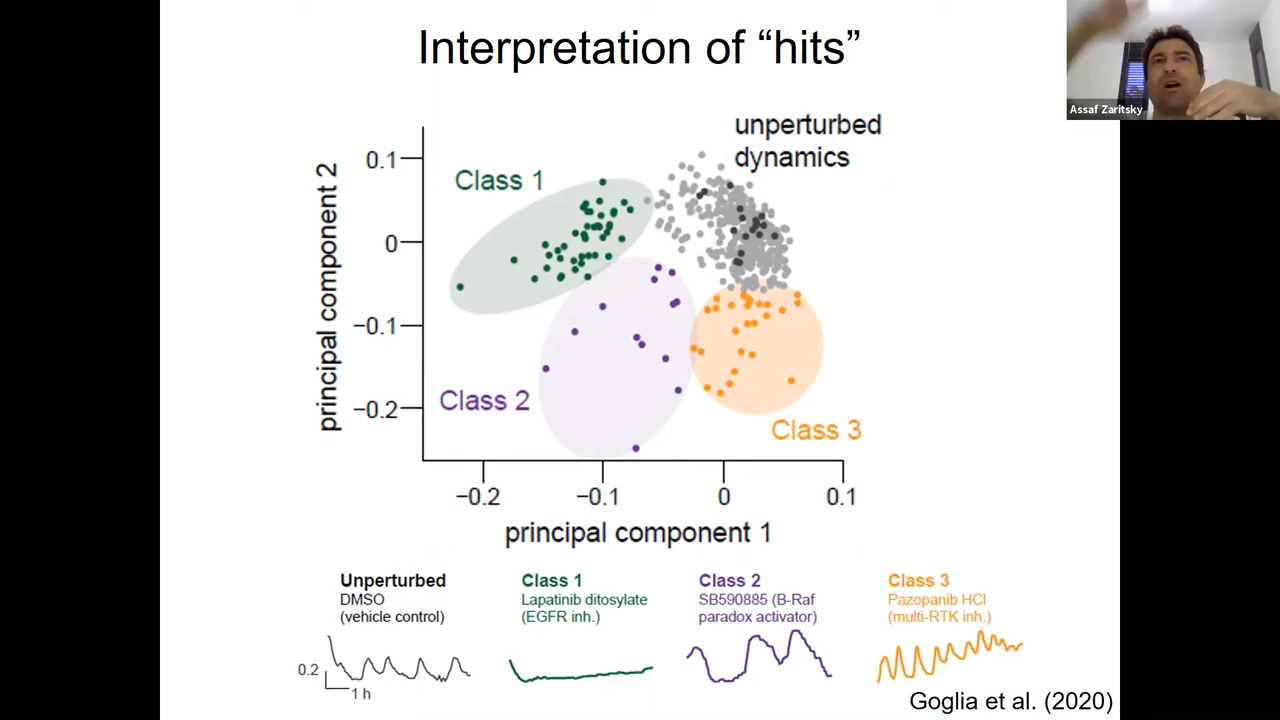 Interpretation of “hits”
Assaf Zaritsky
unperturbed
dynamics
Class 1
Class 2
Class 3
principal component 2
0.1
0
−0.1
−0.2
−0.2
−0.1
0
0.1
principal component 1
Unperturbed
DMSO
(vehicle control)
Class 1
Lapatinib ditosylate
(EGFR inh.)
Class 2
SB590885 (B-Raf
paradox activator)
Class 3
Pazopanib HCl
(multi-RTK inh.)
0.2
1 h
Goglia et al. (2020)